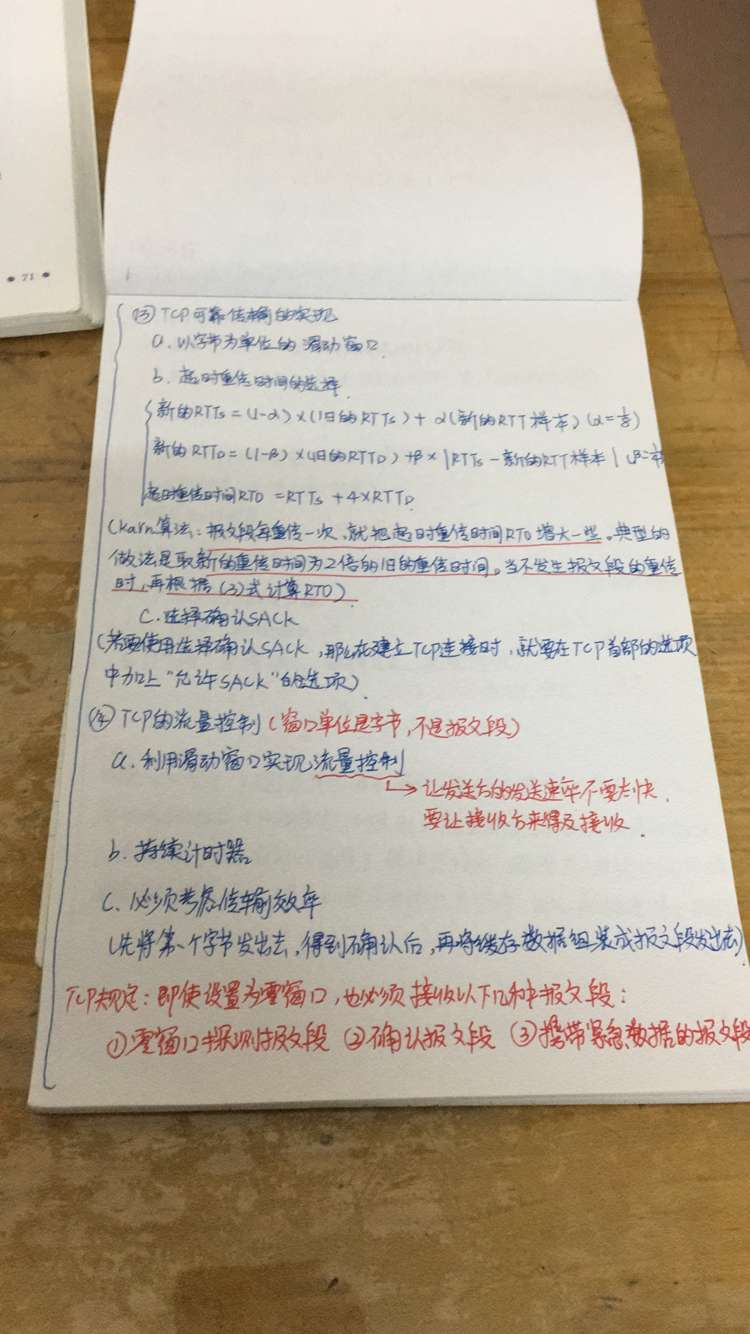 • 71 •
③ TCP可靠传输的实现
a. 以字节为单位的滑动窗口
b. 超时重传时间的选择
新的RTTs = (1-α) × (旧的RTTs) + α(新的RTT样本) (α=1/8)
新的RTTD = (1-β) × (旧的RTTD) + β × |RTTs - 新的RTT样本| (β=
超时重传时间RTO = RTTs + 4×RTTD
(Karn算法: 报文段每重传一次, 就把超时重传时间RTO增大一些。典型的
做法是取新的重传时间为2倍的旧的重传时间。当不发生报文段的重传
时, 再根据(3)式计算RTO)
C. 选择确认SACK
(若要使用选择确认SACK, 那么在建立TCP连接时, 就要在TCP首部的选项
中加上"允许SACK"的选项)
④ TCP的流量控制 (窗口单位是字节, 不是报文段)
a. 利用滑动窗口实现流量控制
→ 让发送方的发送速率不要太快,
要让接收方来得及接收.
b. 持续计时器
C. 必须考虑传输效率
(先将第一个字节发出去, 得到确认后, 再将缓存数据组装成报文段发出去)
TCP规定: 即使设置为零窗口, 也必须接收以下几种报文段:
①零窗口探测报文段 ②确认报文段 ③携带紧急数据的报文段